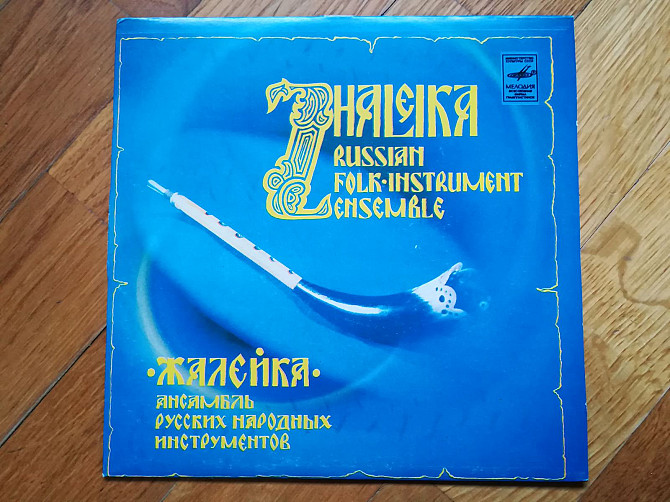 ZHALEIKA
RUSSIAN
FOLK·INSTRUMENT
ENSEMBLE
МЕЛОДИЯ
·ЖАЛЕЙКА·
АНСАМБЛЬ
РУССКИХ НАРОДНЫХ
ИНСТРУМЕНТОВ